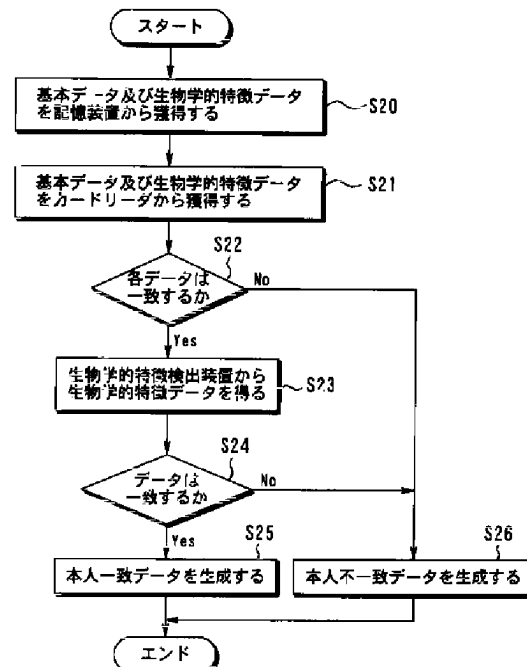 スタート
基本データ及び生物学的特徴データ
を記憶装置から獲得する
S20
基本データ及び生物学的特徴データ
をカードリーダから獲得する
S21
S22
各データは
一致するか
No
Yes
生物学的特徴検出装置から
生物学的特徴データを得る
S23
S24
データは
一致するか
No
Yes
S25
本人一致データを生成する
S26
本人不一致データを生成する
エンド